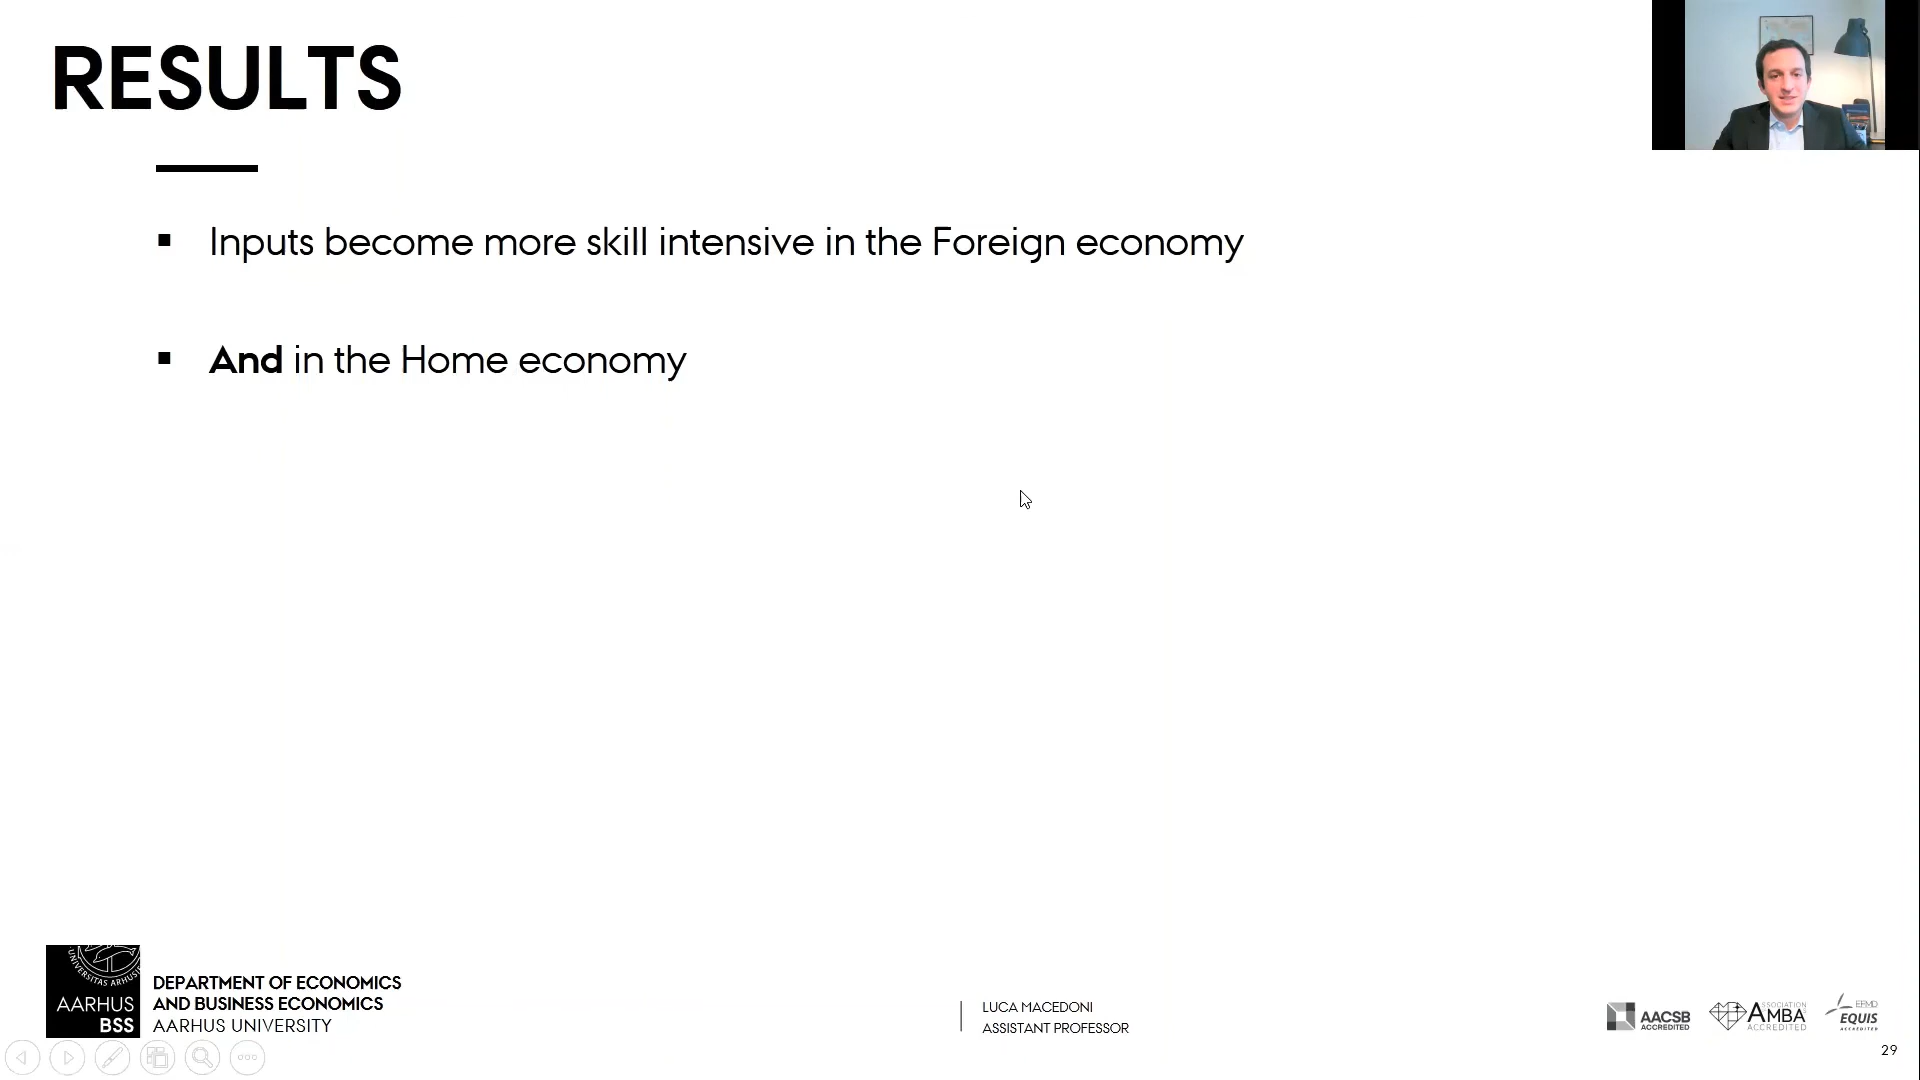 RESULTS
▪ Inputs become more skill intensive in the Foreign economy
▪ And in the Home economy
UNIVERSITAS ARHUSIENSIS
AARHUS
BSS
DEPARTMENT OF ECONOMICS
AND BUSINESS ECONOMICS
AARHUS UNIVERSITY
LUCA MACEDONI
ASSISTANT PROFESSOR
AACSB
ACCREDITED
ASSOCIATION
AMBA
ACCREDITED
EFMD
EQUIS
ACCREDITED
29